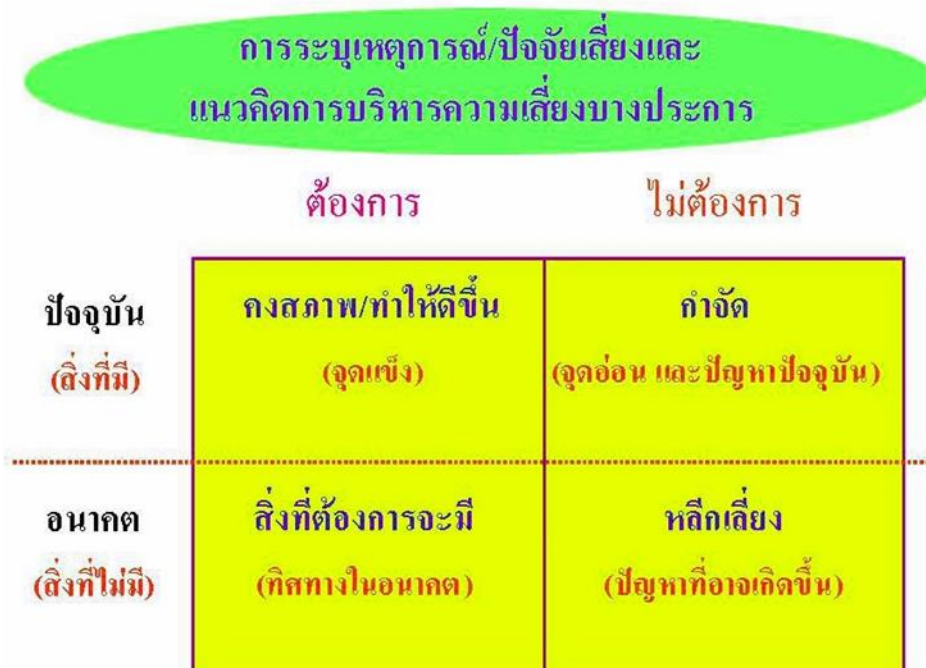 การระบุเหตุการณ์/ปัจจัยเสี่ยงและ
แนวคิดการบริหารความเสี่ยงบางประการ
ต้องการ ไม่ต้องการ
ปัจจุบัน คงสภาพ/ทำให้ดีขึ้น กำจัด
(สิ่งที่มี) (จุดแข็ง) (จุดอ่อน และปัญหาปัจจุบัน)
อนาคต สิ่งที่ต้องการจะมี หลีกเลี่ยง
(สิ่งที่ไม่มี) (ทิศทางในอนาคต) (ปัญหาที่อาจเกิดขึ้น)